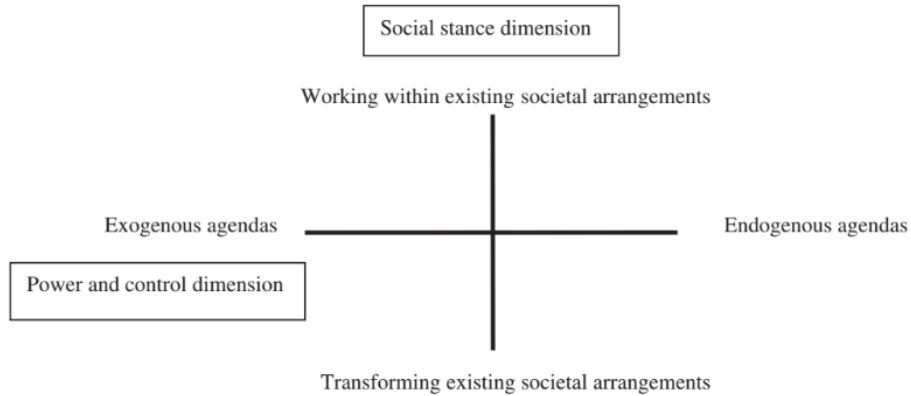 Social stance dimension
Working within existing societal arrangements
Exogenous agendas
Endogenous agendas
Power and control dimension
Transforming existing societal arrangements